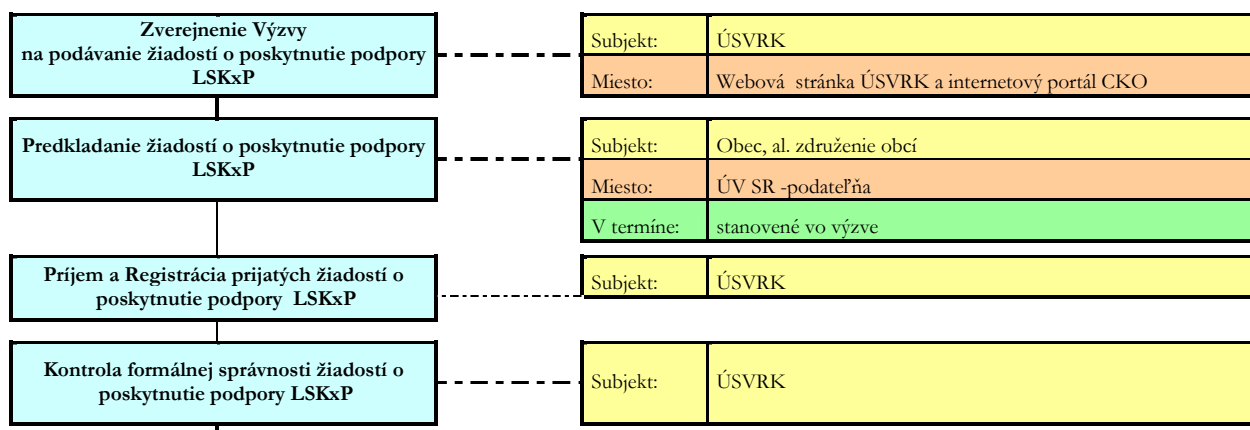 Zverejnenie Výzvy
na podávanie žiadostí o poskytnutie podpory
LSKxP
Subjekt: ÚSVRK
Miesto: Webová stránka ÚSVRK a internetový portál CKO
Predkladanie žiadostí o poskytnutie podpory
LSKxP
Subjekt: Obec, al. združenie obcí
Miesto: ÚV SR -podateľňa
V termíne: stanovené vo výzve
Príjem a Registrácia prijatých žiadostí o
poskytnutie podpory LSKxP
Subjekt: ÚSVRK
Kontrola formálnej správnosti žiadostí o
poskytnutie podpory LSKxP
Subjekt: ÚSVRK